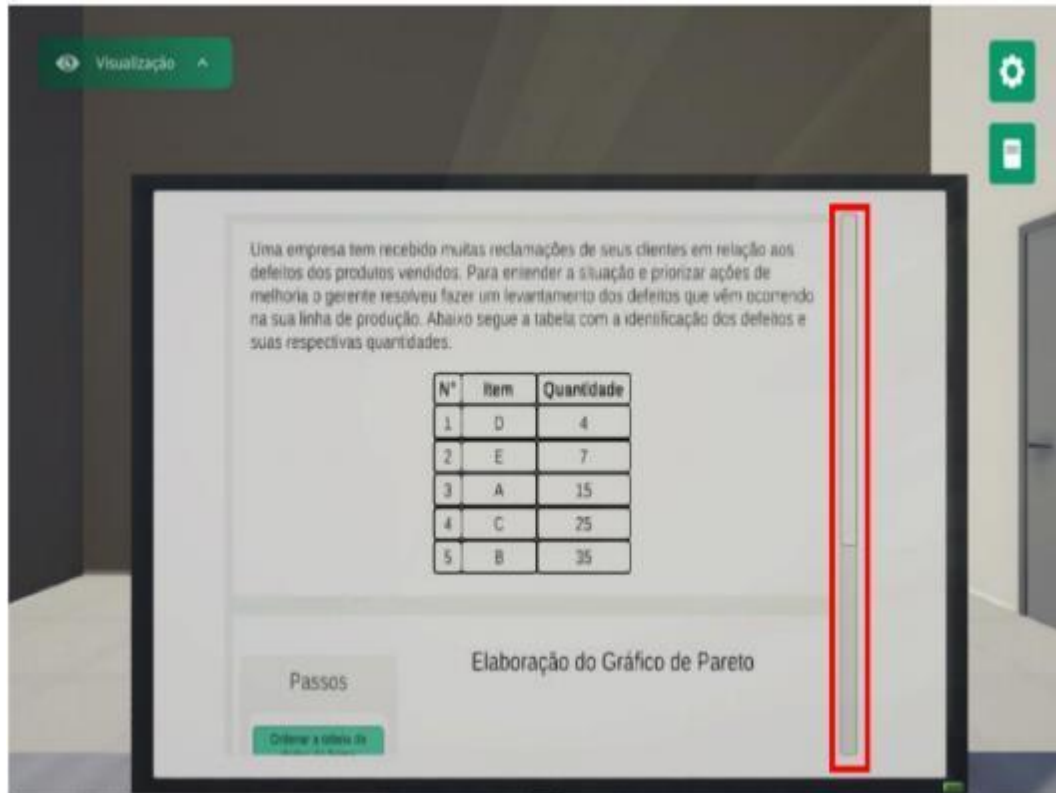 Visualização
Uma empresa tem recebido muitas reclamações de seus clientes em relação aos
defeitos dos produtos vendidos. Para entender a situação e priorizar ações de
melhoria o gerente resolveu fazer um levantamento dos defeitos que vêm ocorrendo
na sua linha de produção. Abaixo segue a tabela com a identificação dos defeitos e
suas respectivas quantidades.
N° Item Quantidade
1 D 4
2 E 7
3 A 15
4 C 25
5 B 35
Elaboração do Gráfico de Pareto
Passos
Ordenar a tabela de